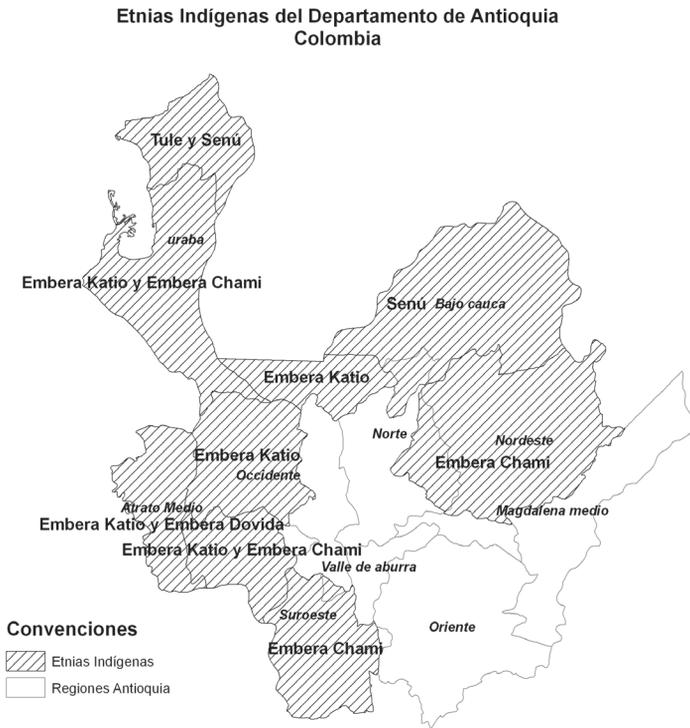 Etnias Indígenas del Departamento de Antioquia
Colombia
Tule y Senú
uraba
Embera Katio y Embera Chami
Senú Bajo cauca
Embera Katio
Norte
Nordeste
Embera Katio
Embera Chami
Occidente
Atrato Medio
Magdalena medio
Embera Katio y Embera Dovida
Embera Katio y Embera Chami
Valle de aburra
Suroeste
Oriente
Embera Chami
Convenciones
Etnias Indígenas
Regiones Antioquia